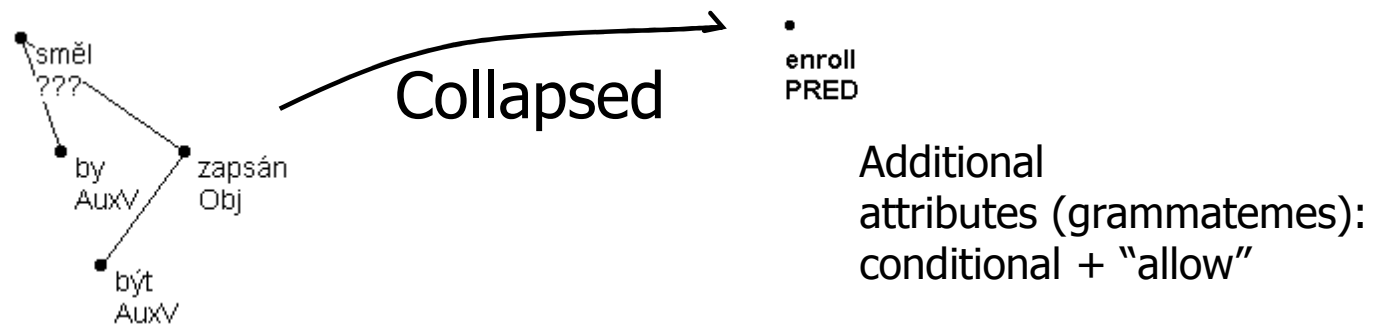 směl
???
by
AuxV
zapsán
Obj
být
AuxV
Collapsed
enroll
PRED
Additional
attributes (grammatemes):
conditional + “allow”